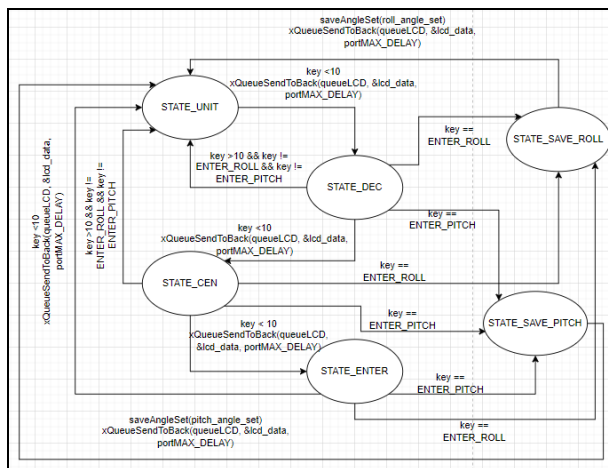 saveAngleSet(roll_angle_set)
xQueueSendToBack(queueLCD, &lcd_data,
portMAX_DELAY)
key <10
xQueueSendToBack(queueLCD, &lcd_data,
portMAX_DELAY)
STATE_UNIT
key ==
ENTER_ROLL
STATE_SAVE_ROLL
key >10 && key !=
ENTER_ROLL && key !=
ENTER_PITCH
STATE_DEC
key <10
xQueueSendToBack(queueLCD, &lcd_data,
portMAX_DELAY)
key >10 && key !=
ENTER_ROLL && key !=
ENTER_PITCH
key <10
xQueueSendToBack(queueLCD, &lcd_data,
portMAX_DELAY)
key ==
ENTER_PITCH
STATE_CEN
key ==
ENTER_ROLL
key ==
ENTER_PITCH
STATE_SAVE_PITCH
key < 10
xQueueSendToBack(queueLCD,
&lcd_data, portMAX_DELAY)
STATE_ENTER
key ==
ENTER_PITCH
saveAngleSet(pitch_angle_set)
xQueueSendToBack(queueLCD, &lcd_data,
portMAX_DELAY)
key ==
ENTER_ROLL